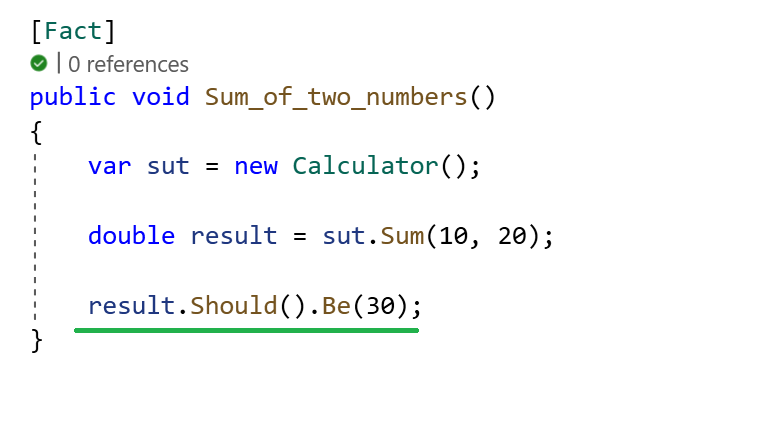 [Fact]
| 0 references
public void Sum_of_two_numbers()
{
var sut = new Calculator();
double result = sut.Sum(10, 20);
result.Should().Be(30);
}